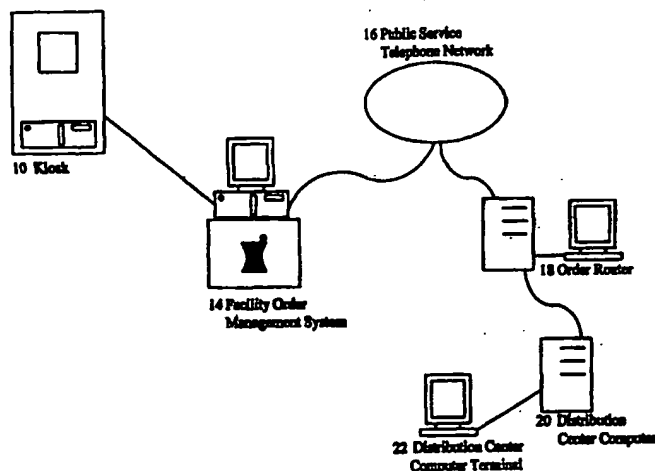 16 Public Service
Telephone Network
10 Kiosk
14 Facility Order
Management System
18 Order Router
20 Distribution
Center Computer
22 Distribution Center
Computer Terminal